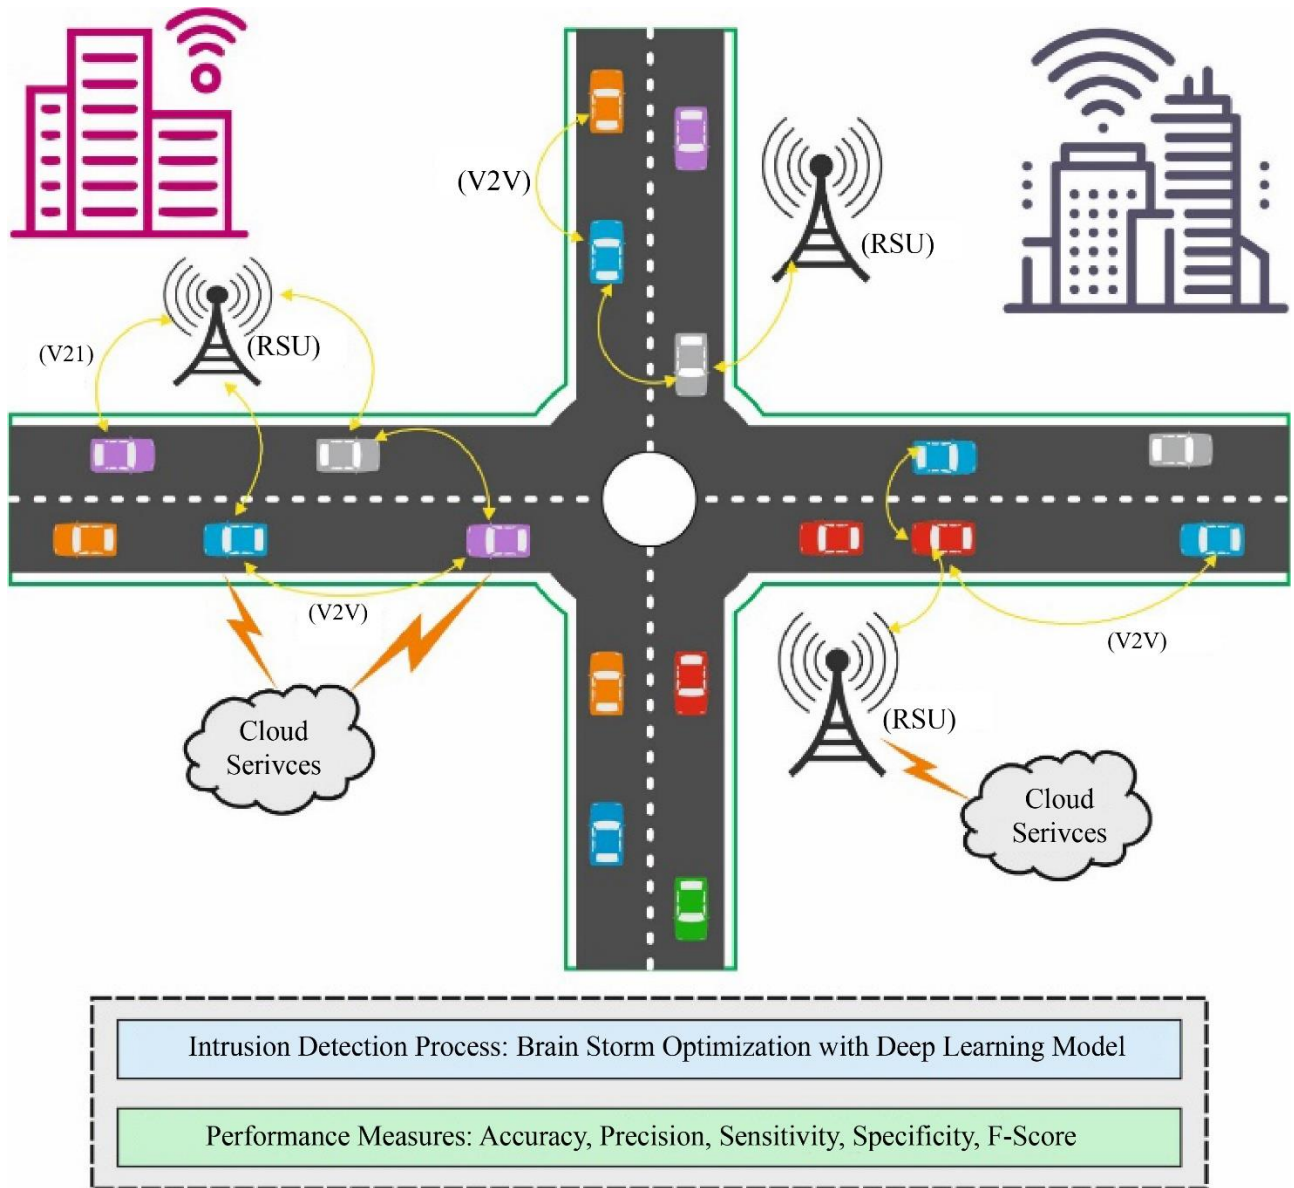 (V2V)
(RSU)
(V21)
(RSU)
(V2V)
(V2V)
(RSU)
Cloud
Serivces
Cloud
Serivces
Intrusion Detection Process: Brain Storm Optimization with Deep Learning Model
Performance Measures: Accuracy, Precision, Sensitivity, Specificity, F-Score